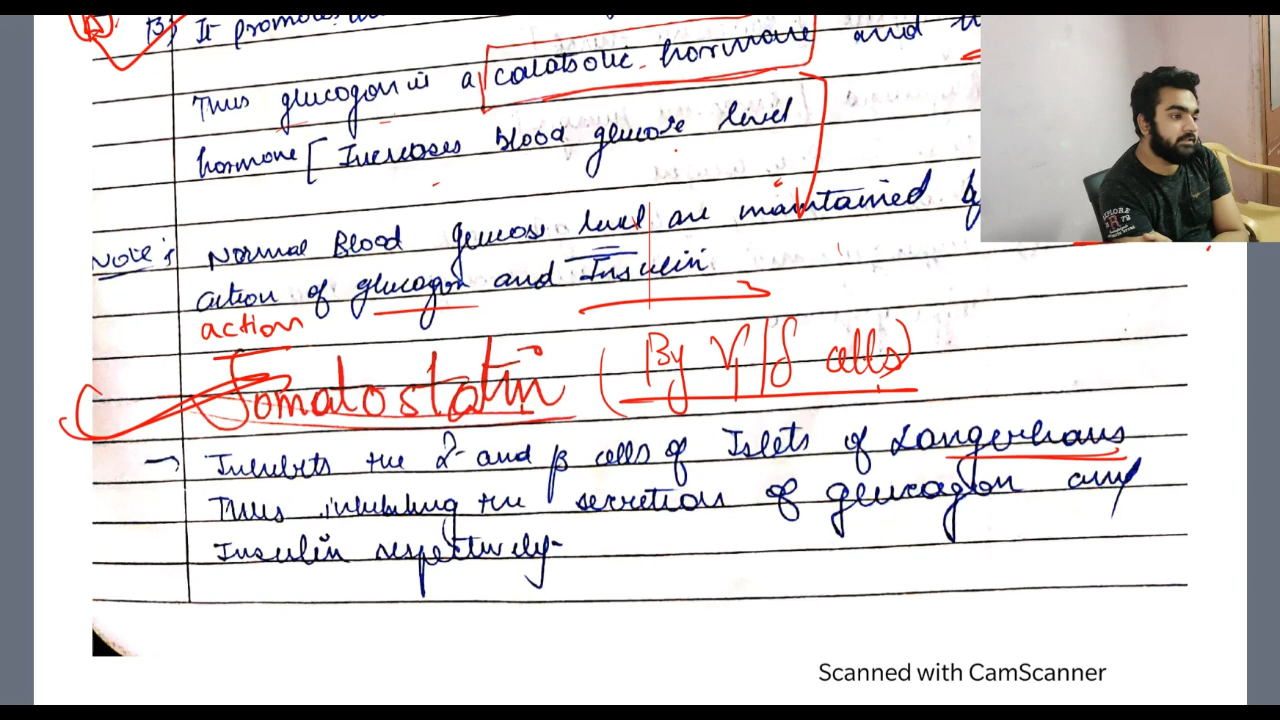 A B) It promotes
Thus glucogon is a catabolic hormone and
hormone [ Increases blood glucose level
Note :
Normal Blood glucose level are maintained
action of glucagon and Insulin
action
Somatostatin (By γ/δ cells)
→ Inhibits the α and β cells of Islets of Langerhans
Thus inhibiting the secretion of glucagon and
Insulin respectively-
EXPLORE
Scanned with CamScanner